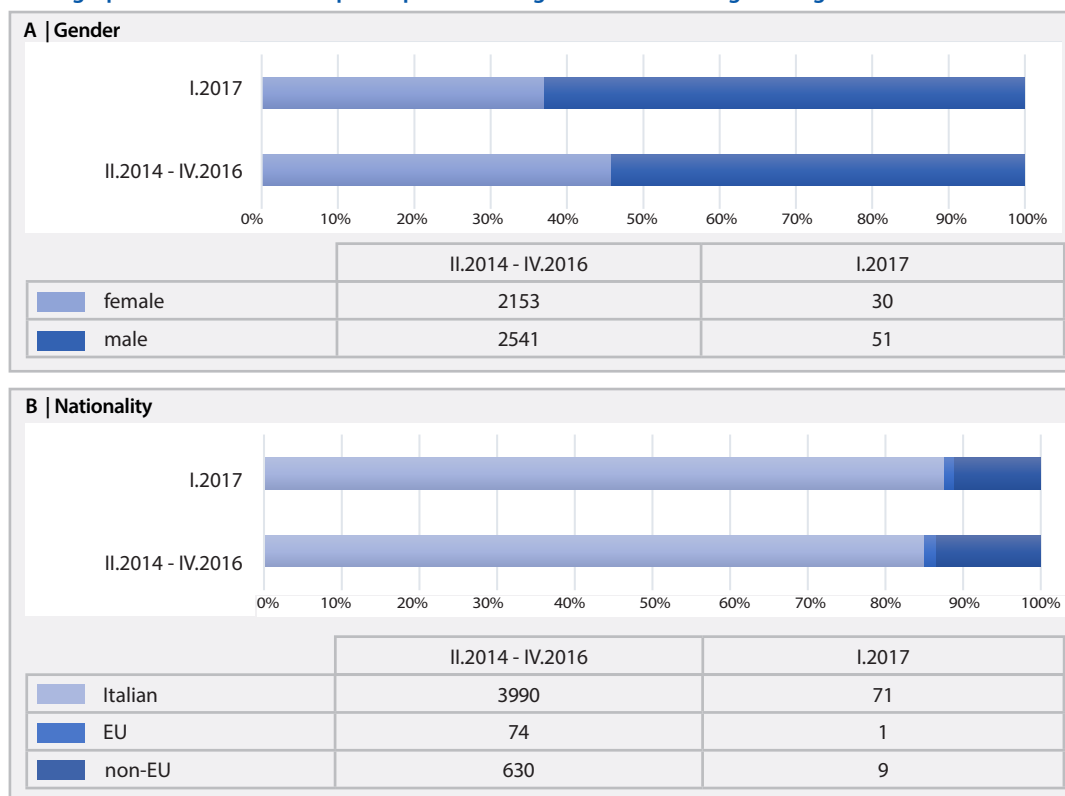 A | Gender
I.2017
II.2014 - IV.2016
0% 10% 20% 30% 40% 50% 60% 70% 80% 90% 100%
II.2014 - IV.2016 I.2017
female 2153 30
male 2541 51
B | Nationality
I.2017
II.2014 - IV.2016
0% 10% 20% 30% 40% 50% 60% 70% 80% 90% 100%
II.2014 - IV.2016 I.2017
Italian 3990 71
EU 74 1
non-EU 630 9